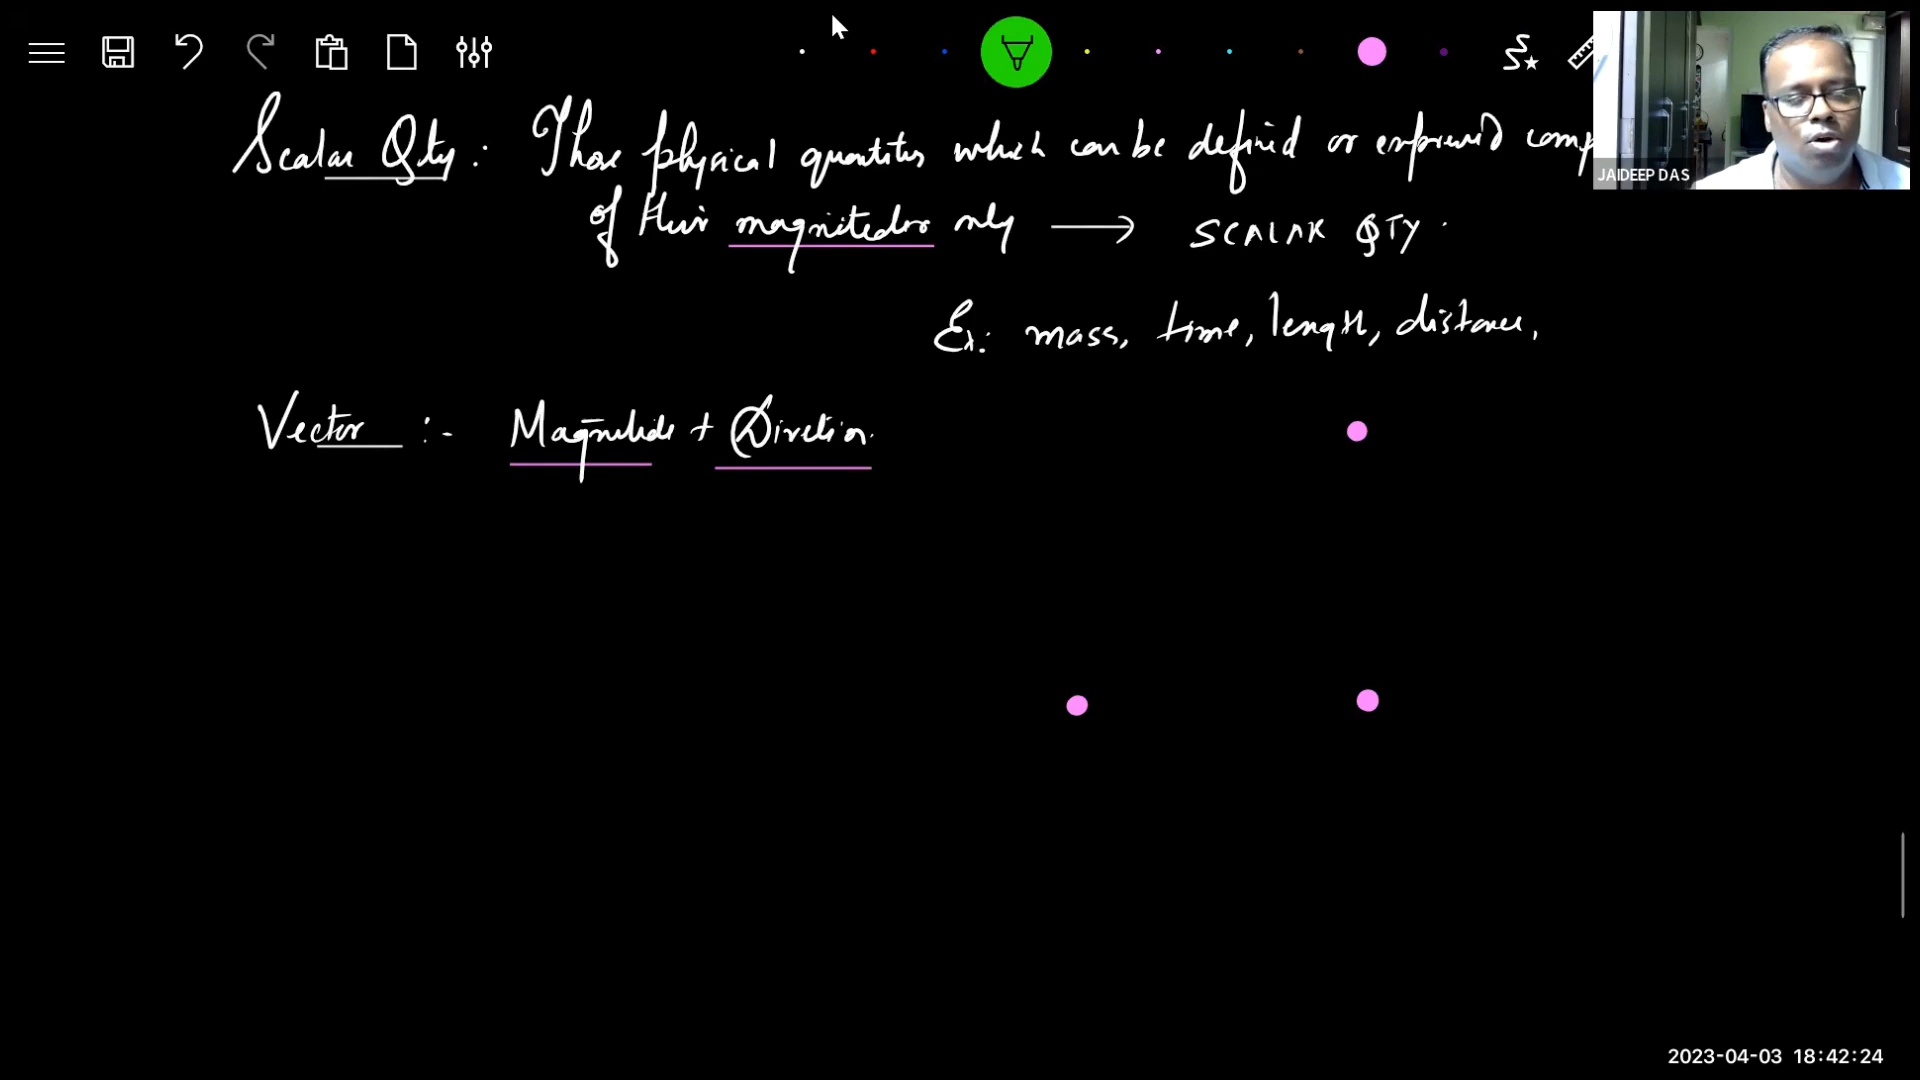 Scalar Qty: Those physical quantities which can be defined or expressed comp
of their magnitudes only → SCALAR QTY.
Ex: mass, time, length, distance,
Vector :- Magnitude + Direction.
JAIDEEP DAS
2023-04-03 18:42:24